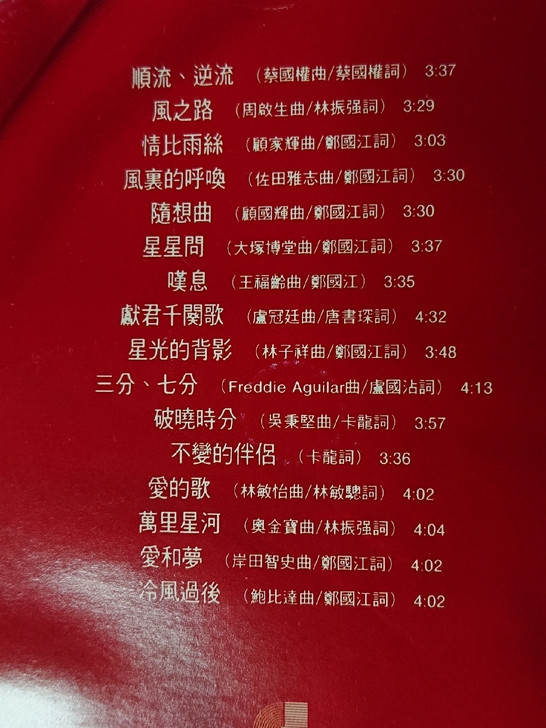 順流、逆流 （蔡國權曲/蔡國權詞） 3:37
風之路 （周啟生曲/林振强詞） 3:29
情比雨絲 （顧家輝曲/鄭國江詞） 3:03
風裏的呼喚 （佐田雅志曲/鄭國江詞） 3:30
隨想曲 （顧國輝曲/鄭國江詞） 3:30
星星問 （大塚博堂曲/鄭國江詞） 3:37
嘆息 （王福齡曲/鄭國江） 3:35
獻君千闋歌 （盧冠廷曲/唐書琛詞） 4:32
星光的背影 （林子祥曲/鄭國江詞） 3:48
三分、七分 （Freddie Aguilar曲/盧國沾詞） 4:13
破曉時分 （吳秉堅曲/卡龍詞） 3:57
不變的伴侶 （卡龍詞） 3:36
愛的歌 （林敏怡曲/林敏驄詞） 4:02
萬里星河 （奧金寶曲/林振强詞） 4:04
愛和夢 （岸田智史曲/鄭國江詞） 4:02
冷風過後 （鮑比達曲/鄭國江詞） 4:02